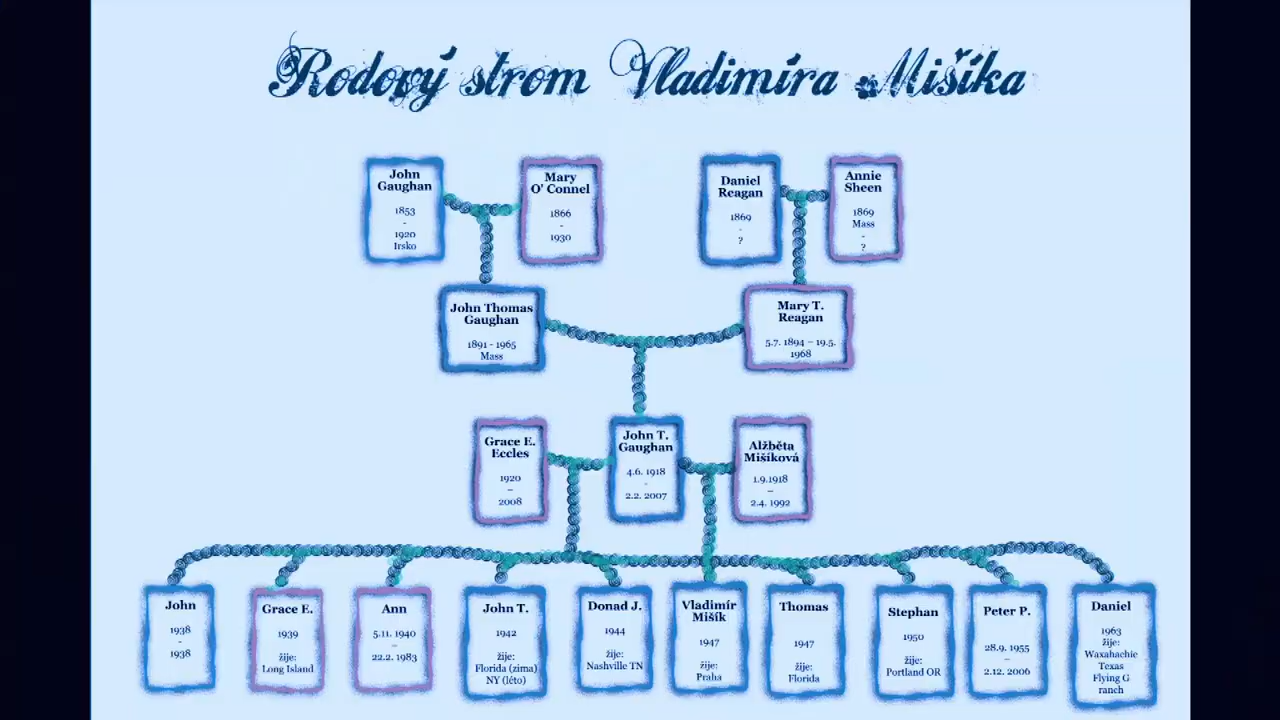 Rodový strom Vladimíra Mišíka
John
Gaughan
1853
-
1920
Irsko
Mary
O' Connel
1866
-
1930
Daniel
Reagan
1869
-
?
Annie
Sheen
1869
Mass
-
?
John Thomas
Gaughan
1891 - 1965
Mass
Mary T.
Reagan
5.7. 1894 – 19.5.
1968
Grace E.
Eccles
1920
–
2008
John T.
Gaughan
4.6. 1918
-
2.2. 2007
Alžběta
Mišíková
1.9.1918
–
2.4. 1992
John
1938
-
1938
Grace E.
1939
žije:
Long Island
Ann
5.11. 1940
–
22.2. 1983
John T.
1942
žije:
Florida (zima)
NY (léto)
Donad J.
1944
žije:
Nashville TN
Vladimír
Mišík
1947
žije:
Praha
Thomas
1947
žije:
Florida
Stephan
1950
žije:
Portland OR
Peter P.
28.9. 1955
–
2.12. 2006
Daniel
1963
žije:
Waxahachie
Texas
Flying G
ranch